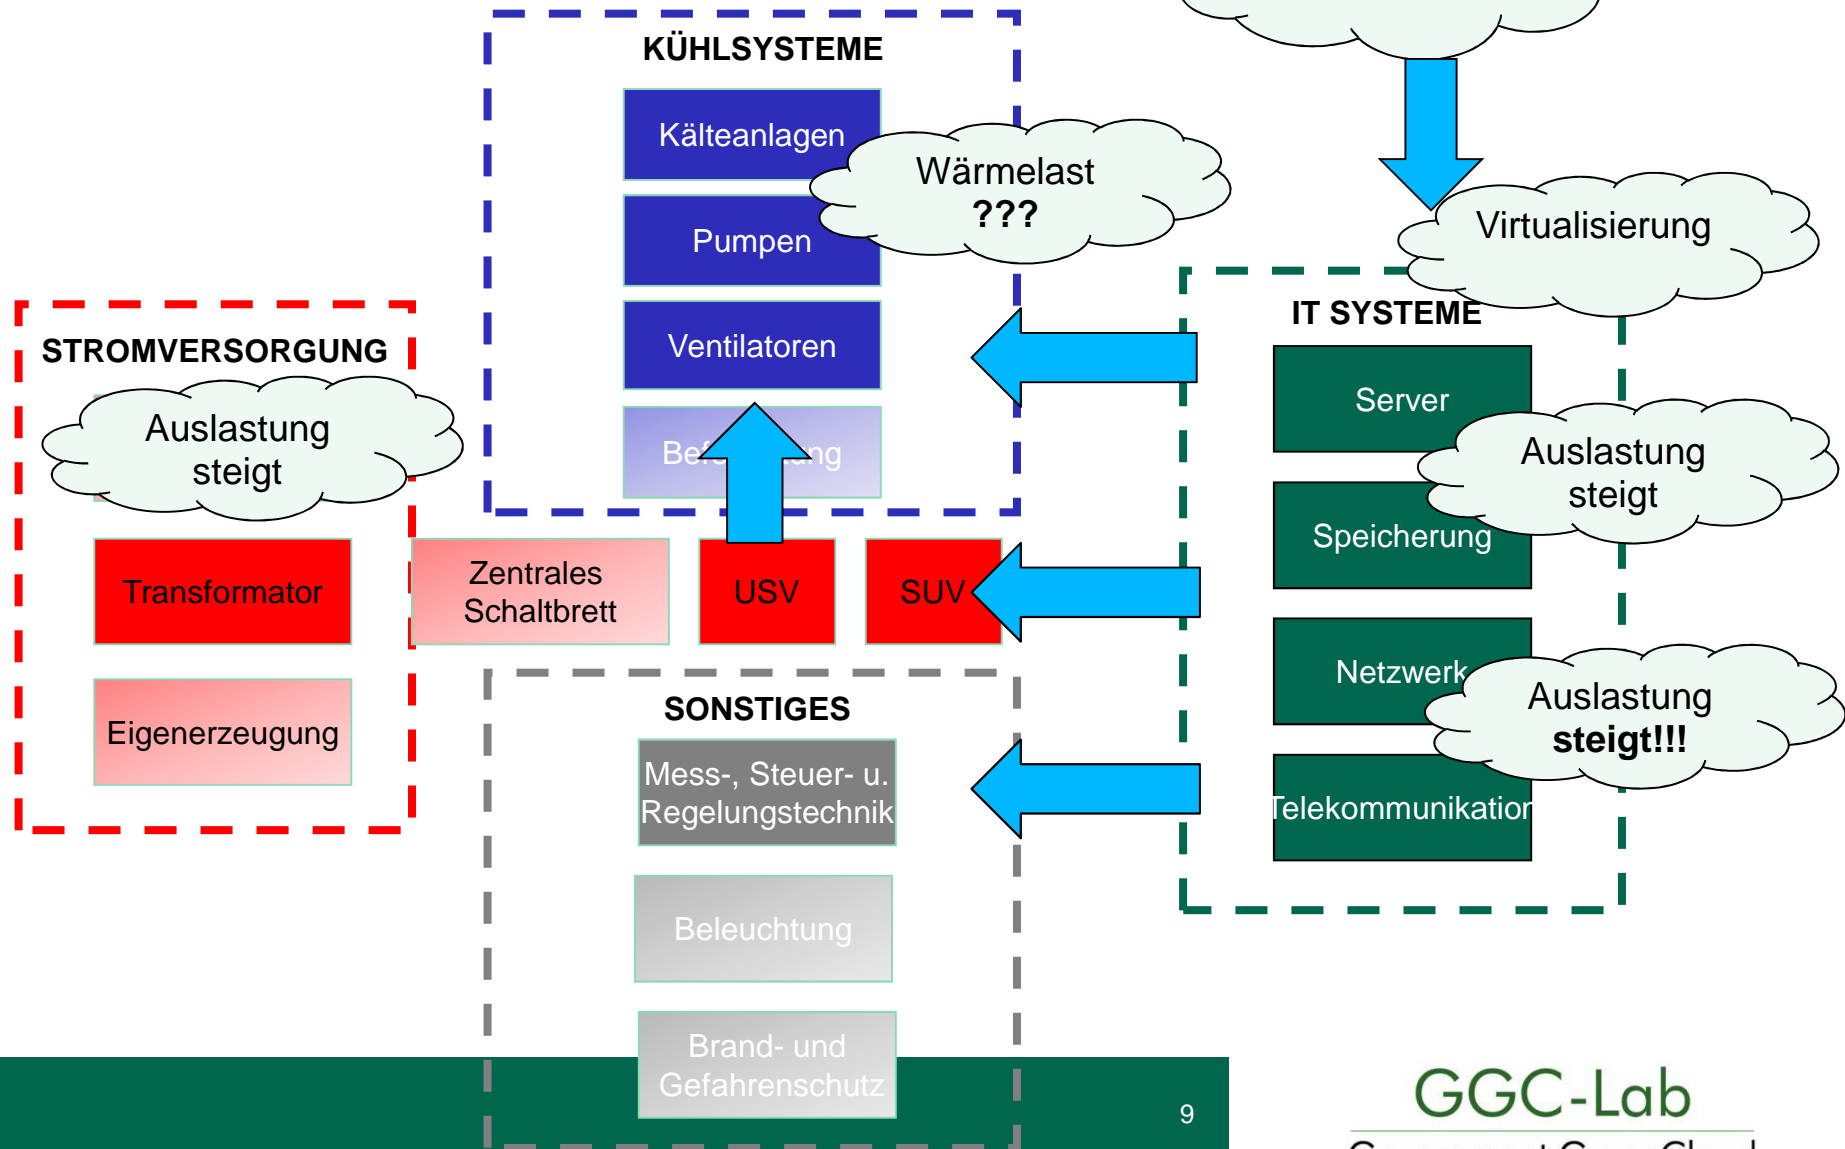 KÜHLSYSTEME
Kälteanlagen
Wärmelast
???
Pumpen
Virtualisierung
Ventilatoren
IT SYSTEME
STROMVERSORGUNG
Auslastung
steigt
Server
Auslastung
steigt
Speicherung
Transformator
Zentrales
Schaltbrett
USV
SUV
Netzwerk
Auslastung
steigt!!!
Eigenerzeugung
SONSTIGES
Mess-, Steuer- u.
Regelungstechnik
Telekommunikation
Beleuchtung
Brand- und
Gefahrenschutz
9
GGC-Lab